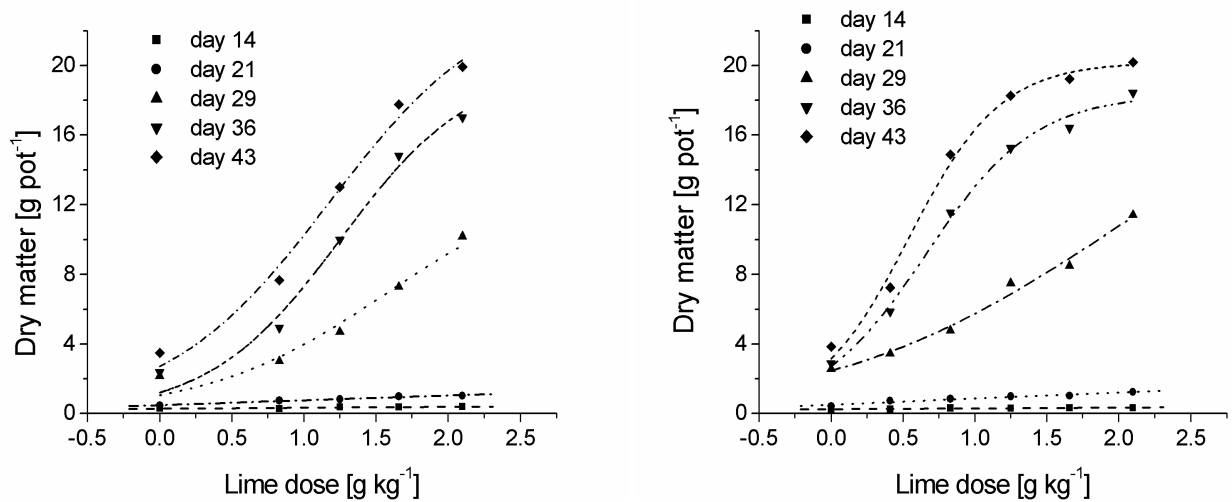 day 14
day 21
day 29
day 36
day 43
20
16
12
8
4
0
Dry matter [g pot⁻¹]
-0.5 0.0 0.5 1.0 1.5 2.0 2.5
Lime dose [g kg⁻¹]
day 14
day 21
day 29
day 36
day 43
20
16
12
8
4
0
Dry matter [g pot⁻¹]
-0.5 0.0 0.5 1.0 1.5 2.0 2.5
Lime dose [g kg⁻¹]